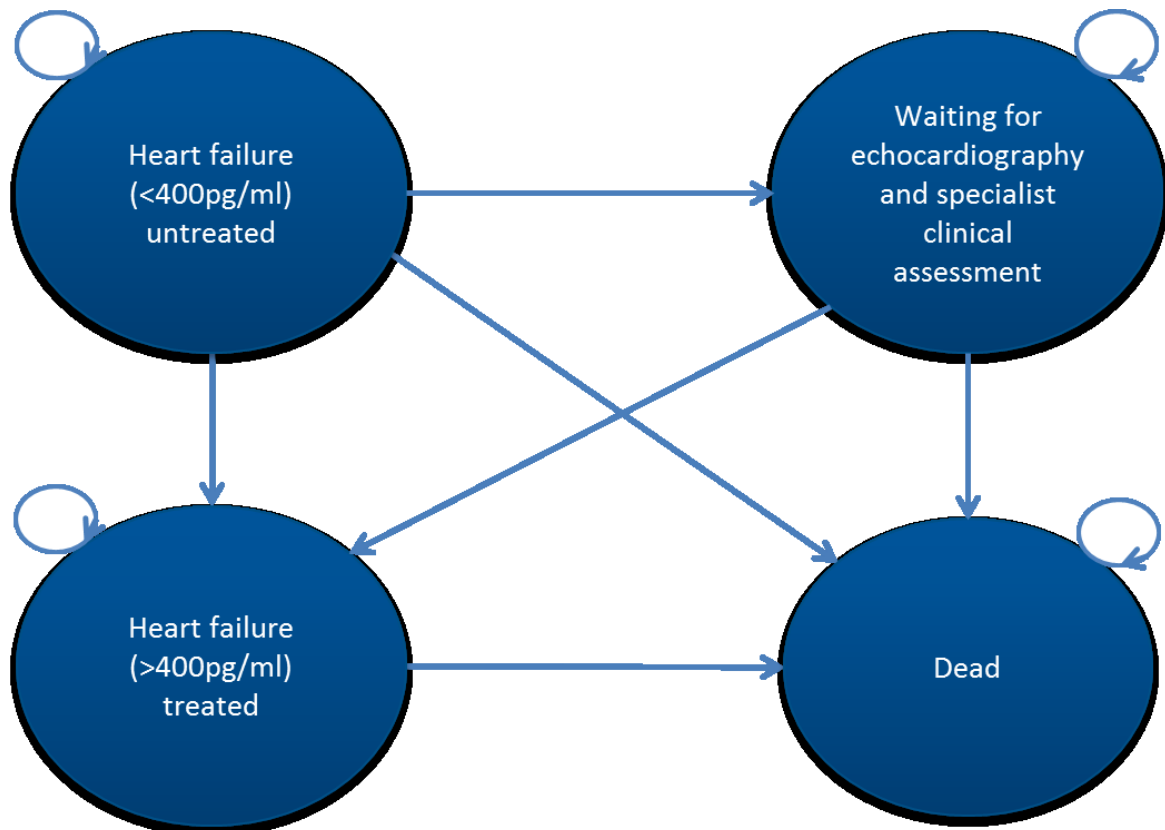 Heart failure
(<400pg/ml)
untreated
Waiting for
echocardiography
and specialist
clinical
assessment
Heart failure
(>400pg/ml)
treated
Dead